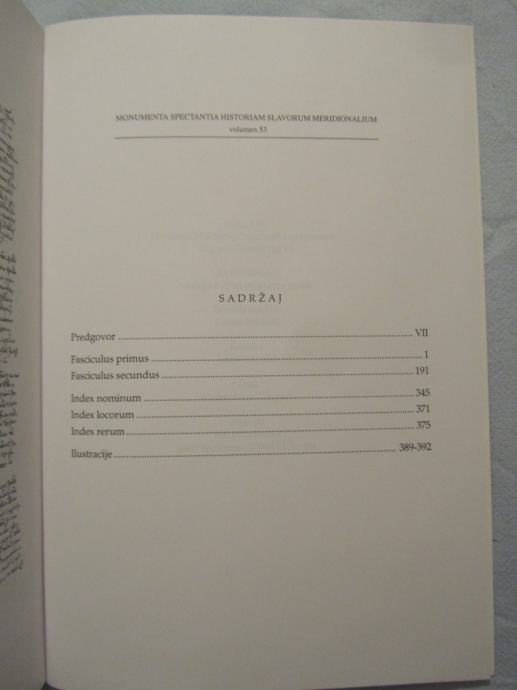 MONUMENTA SPECTANTIA HISTORIAM SLAVORUM MERIDIONALIUM
volumen 53
SADRŽAJ
Predgovor ........ VII
Fasciculus primus ........ 1
Fasciculus secundus ........ 191
Index nominum ........ 345
Index locorum ........ 371
Index rerum ........ 375
Ilustracije ........ 389-392